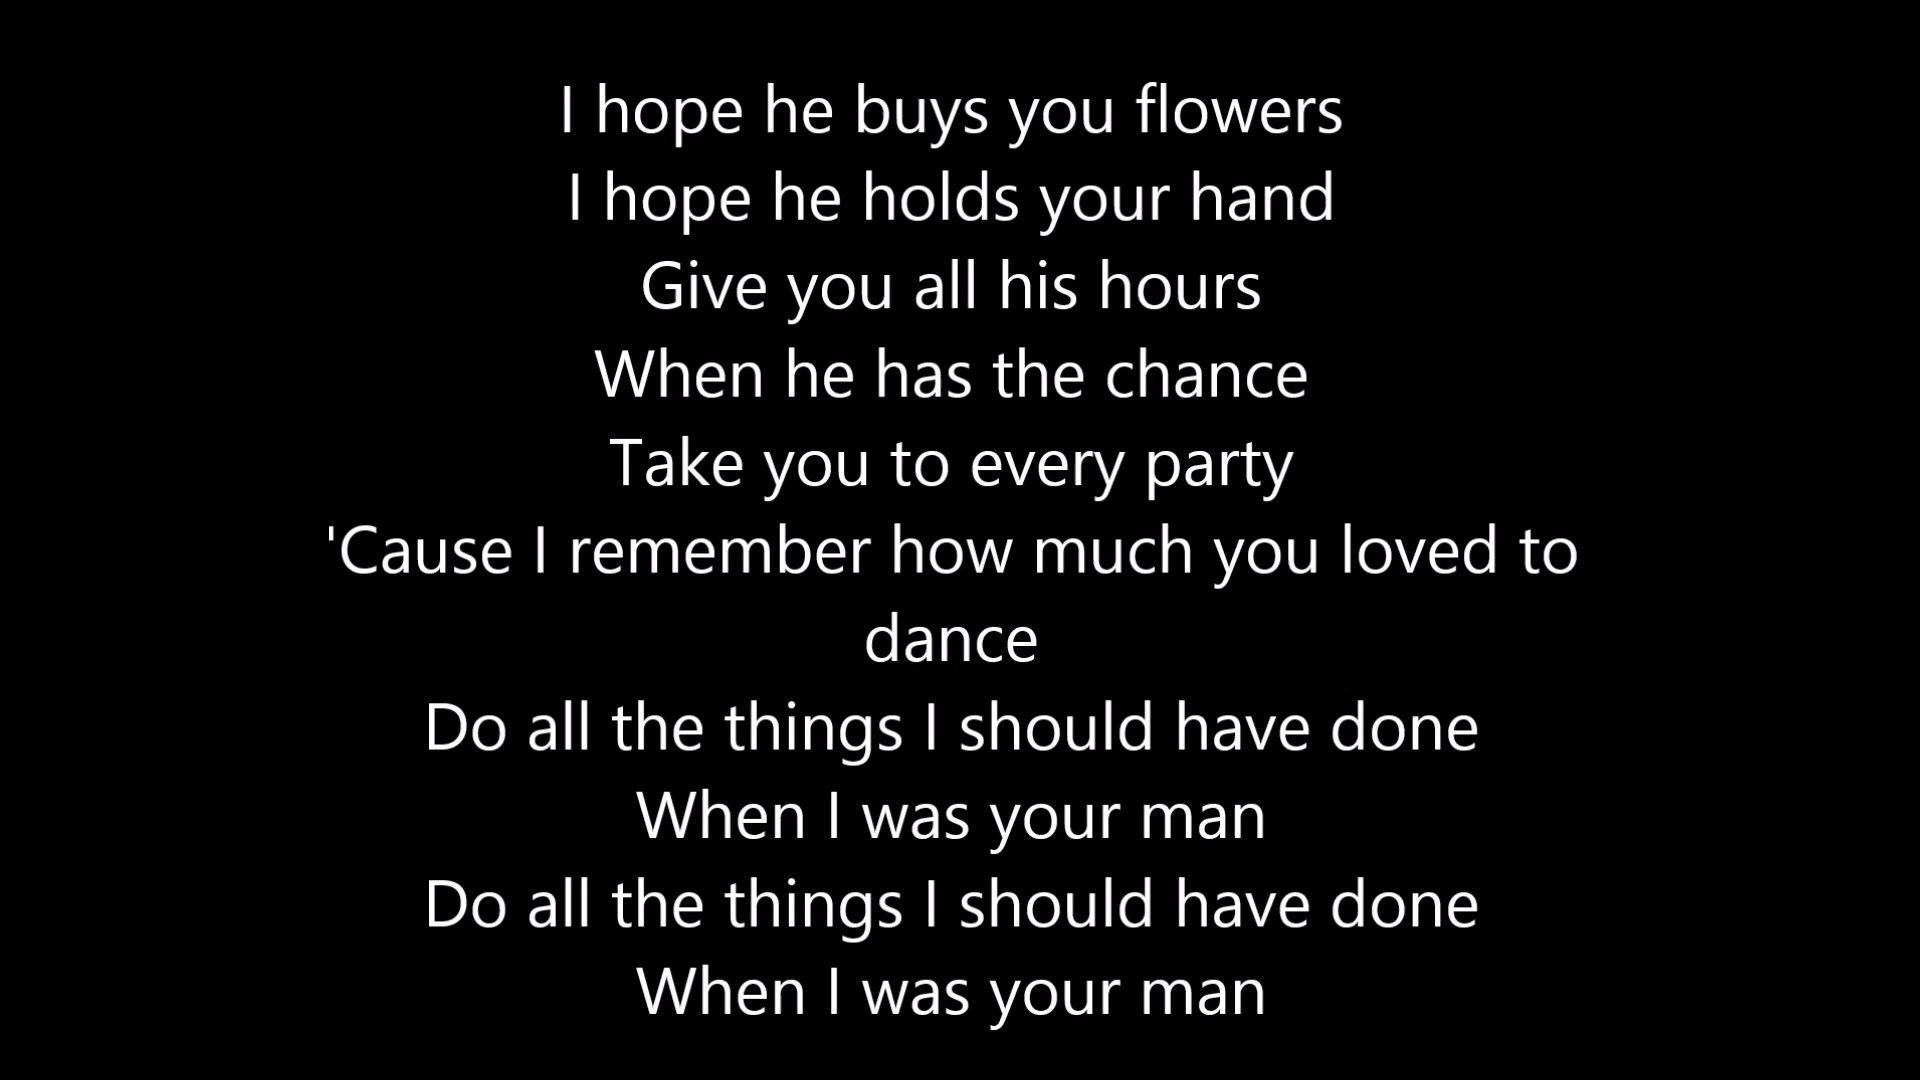 I hope he buys you flowers
I hope he holds your hand
Give you all his hours
When he has the chance
Take you to every party
'Cause I remember how much you loved to
dance
Do all the things I should have done
When I was your man
Do all the things I should have done
When I was your man